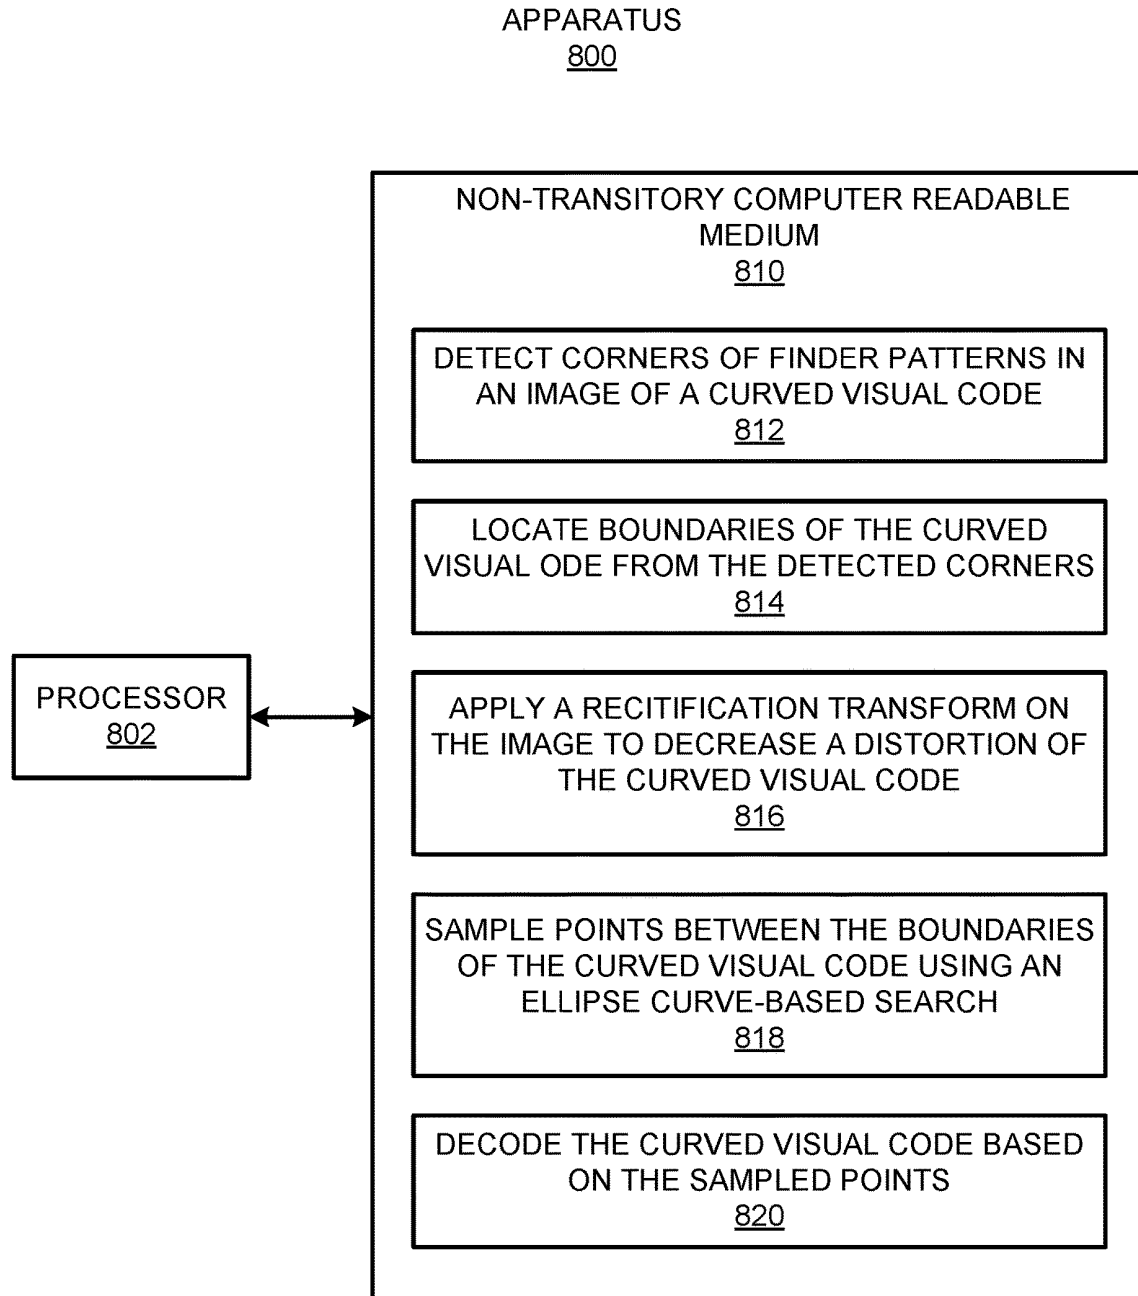 APPARATUS
800
NON-TRANSITORY COMPUTER READABLE
MEDIUM
810
DETECT CORNERS OF FINDER PATTERNS IN
AN IMAGE OF A CURVED VISUAL CODE
812
LOCATE BOUNDARIES OF THE CURVED
VISUAL ODE FROM THE DETECTED CORNERS
814
PROCESSOR
802
APPLY A RECITIFICATION TRANSFORM ON
THE IMAGE TO DECREASE A DISTORTION OF
THE CURVED VISUAL CODE
816
SAMPLE POINTS BETWEEN THE BOUNDARIES
OF THE CURVED VISUAL CODE USING AN
ELLIPSE CURVE-BASED SEARCH
818
DECODE THE CURVED VISUAL CODE BASED
ON THE SAMPLED POINTS
820